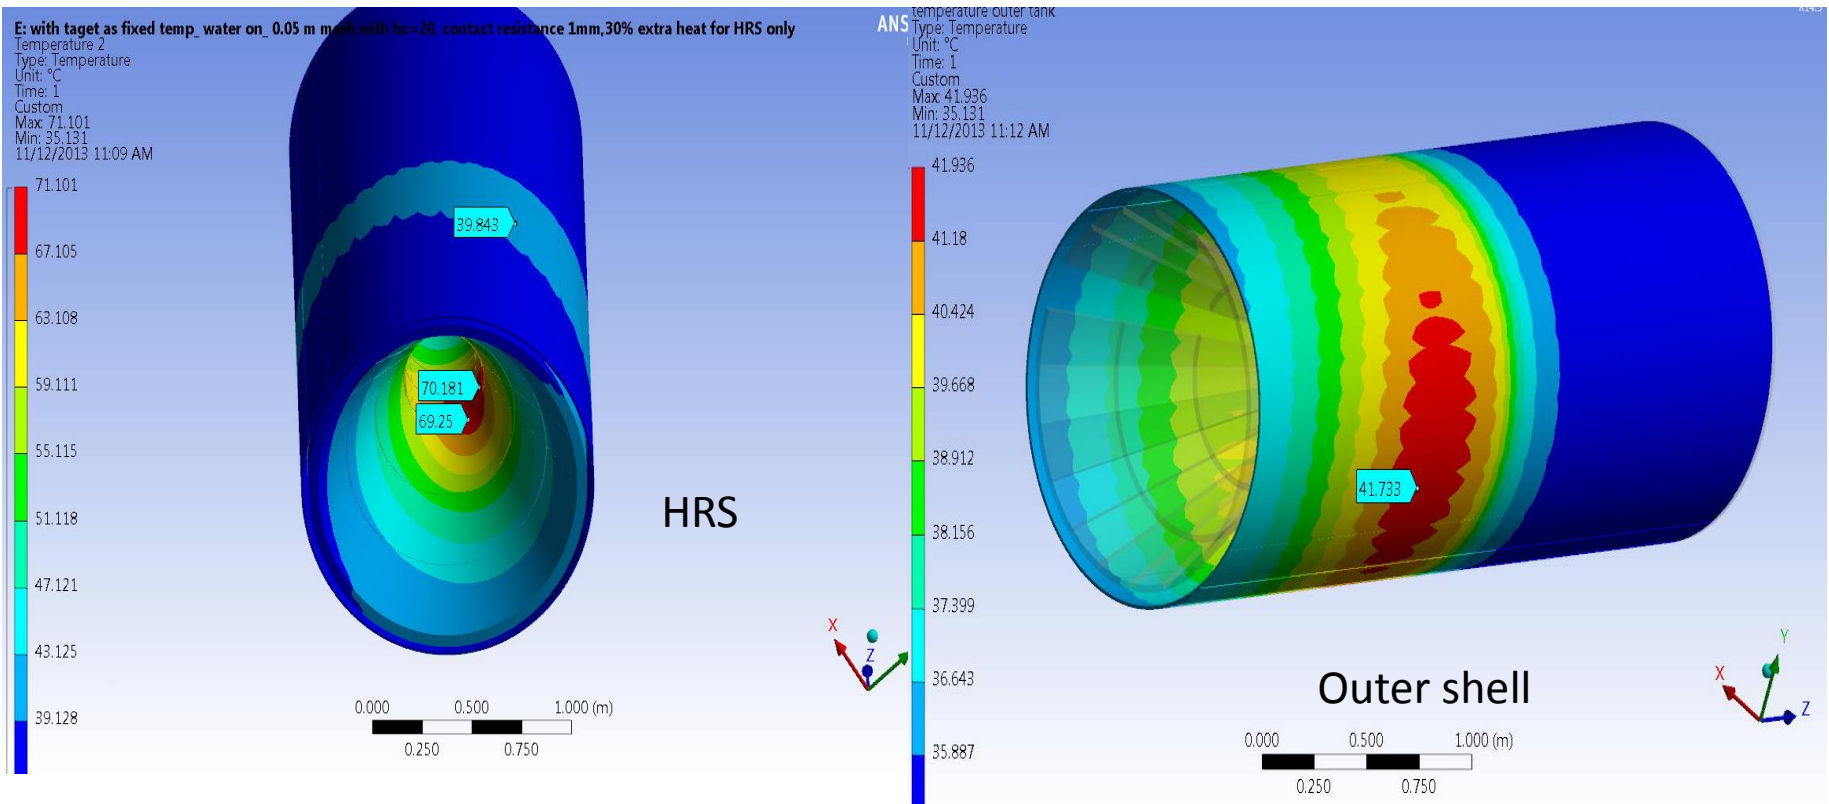 E: with taget as fixed temp_ water on_ 0.05 m mesh with hc=20, contact resistance 1mm,30% extra heat for HRS only
Temperature 2
Type: Temperature
Unit: °C
Time: 1
Custom
Max: 71.101
Min: 35.131
11/12/2013 11:09 AM
71.101
67.105
63.108
59.111
55.115
51.118
47.121
43.125
39.128
39.843
70.181
69.25
HRS
X
Z
0.000 0.500 1.000 (m)
0.250 0.750
ANS
temperature outer tank
Type: Temperature
Unit: °C
Time: 1
Custom
Max: 41.936
Min: 35.131
11/12/2013 11:12 AM
41.936
41.18
40.424
39.668
38.912
38.156
37.399
36.643
35.887
41.733
Outer shell
Y
X
Z
0.000 0.500 1.000 (m)
0.250 0.750